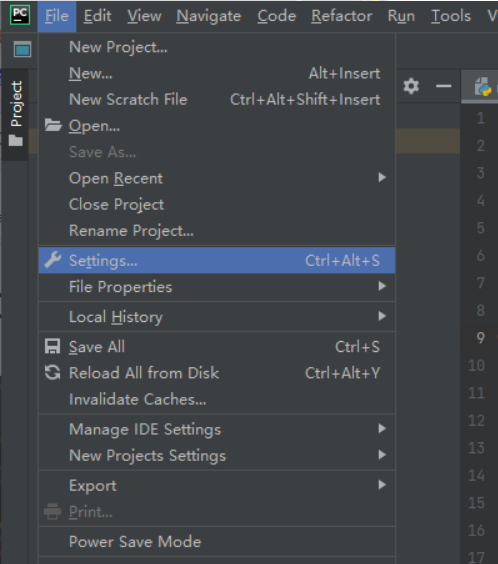 PC File Edit View Navigate Code Refactor Run Tools V
New Project...
New... Alt+Insert
New Scratch File Ctrl+Alt+Shift+Insert
Open...
Save As...
Open Recent
Close Project
Rename Project...
Settings... Ctrl+Alt+S
File Properties
Local History
Save All Ctrl+S
Reload All from Disk Ctrl+Alt+Y
Invalidate Caches...
Manage IDE Settings
New Projects Settings
Export
Print...
Power Save Mode
Project
1
2
3
4
5
6
7
8
9
10
11
12
13
14
15
16
17